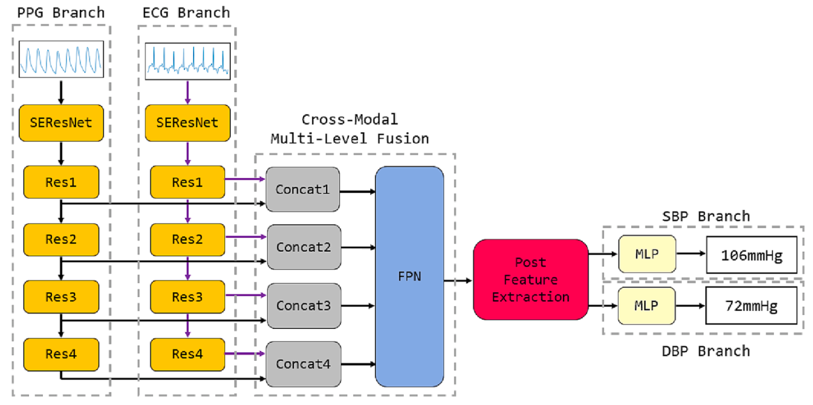 PPG Branch
ECG Branch
SEResNet
SEResNet
Cross-Modal
Multi-Level Fusion
Res1
Res1
Concat1
Res2
Res2
Concat2
Res3
Res3
Concat3
Res4
Res4
Concat4
FPN
Post
Feature
Extraction
SBP Branch
MLP
106mmHg
MLP
72mmHg
DBP Branch